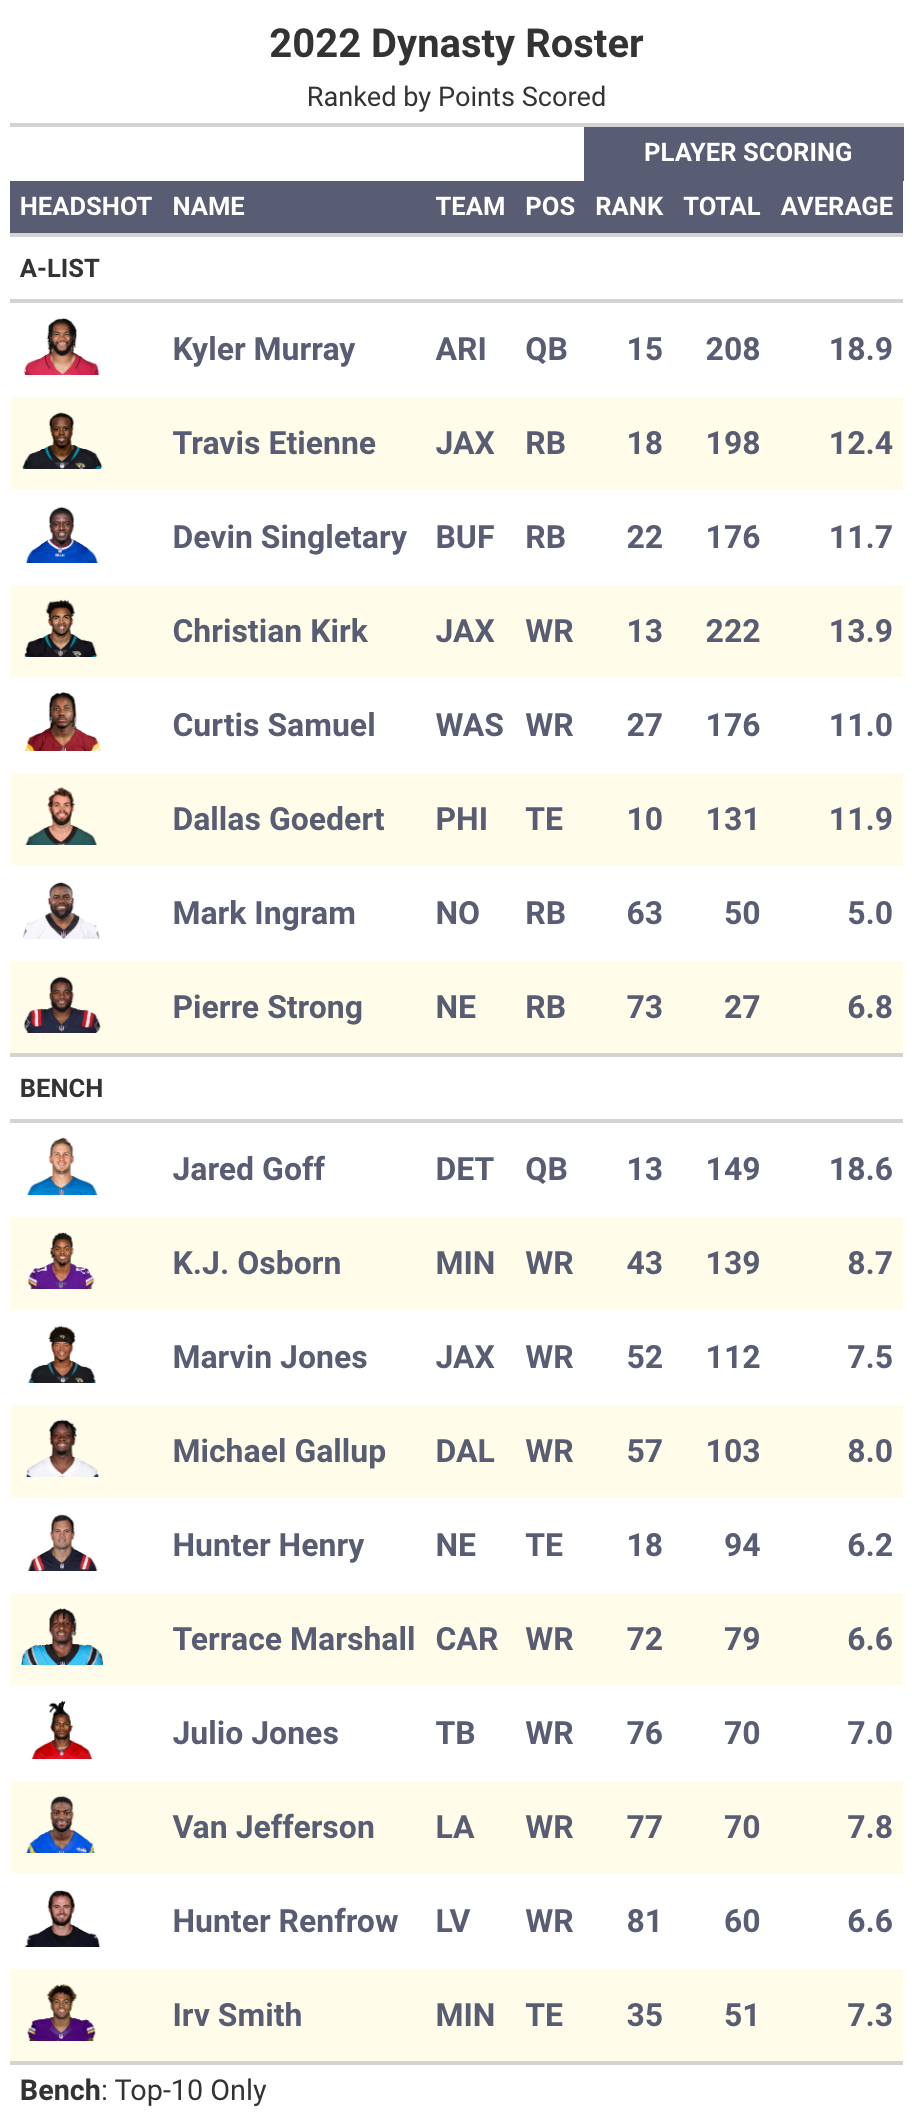 2022 Dynasty Roster
Ranked by Points Scored
PLAYER SCORING
HEADSHOT NAME TEAM POS RANK TOTAL AVERAGE
A-LIST
Kyler Murray ARI QB 15 208 18.9
Travis Etienne JAX RB 18 198 12.4
Devin Singletary BUF RB 22 176 11.7
Christian Kirk JAX WR 13 222 13.9
Curtis Samuel WAS WR 27 176 11.0
Dallas Goedert PHI TE 10 131 11.9
Mark Ingram NO RB 63 50 5.0
Pierre Strong NE RB 73 27 6.8
BENCH
Jared Goff DET QB 13 149 18.6
K.J. Osborn MIN WR 43 139 8.7
Marvin Jones JAX WR 52 112 7.5
Michael Gallup DAL WR 57 103 8.0
Hunter Henry NE TE 18 94 6.2
Terrace Marshall CAR WR 72 79 6.6
Julio Jones TB WR 76 70 7.0
Van Jefferson LA WR 77 70 7.8
Hunter Renfrow LV WR 81 60 6.6
Irv Smith MIN TE 35 51 7.3
Bench: Top-10 Only